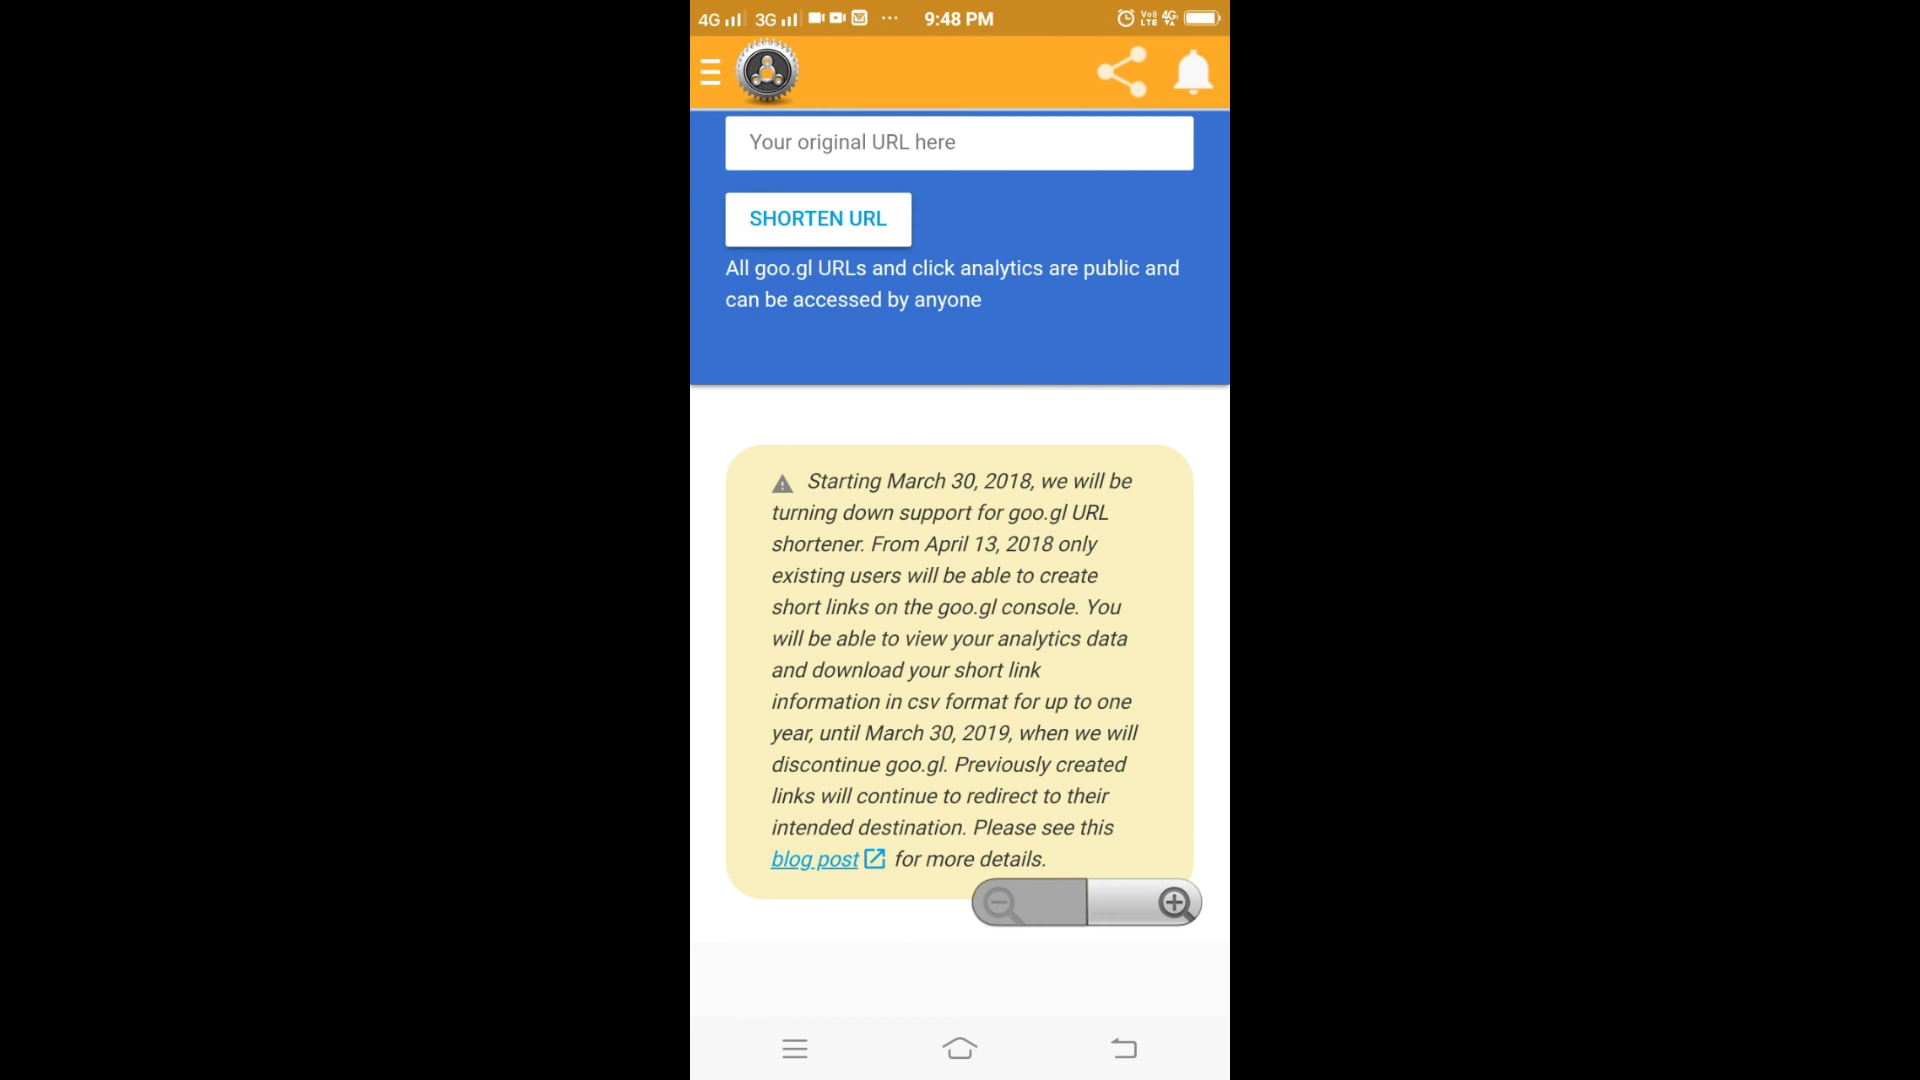 4G 3G 9:48 PM VoLTE 4G
Your original URL here
SHORTEN URL
All goo.gl URLs and click analytics are public and
can be accessed by anyone
Starting March 30, 2018, we will be
turning down support for goo.gl URL
shortener. From April 13, 2018 only
existing users will be able to create
short links on the goo.gl console. You
will be able to view your analytics data
and download your short link
information in csv format for up to one
year, until March 30, 2019, when we will
discontinue goo.gl. Previously created
links will continue to redirect to their
intended destination. Please see this
blog post for more details.